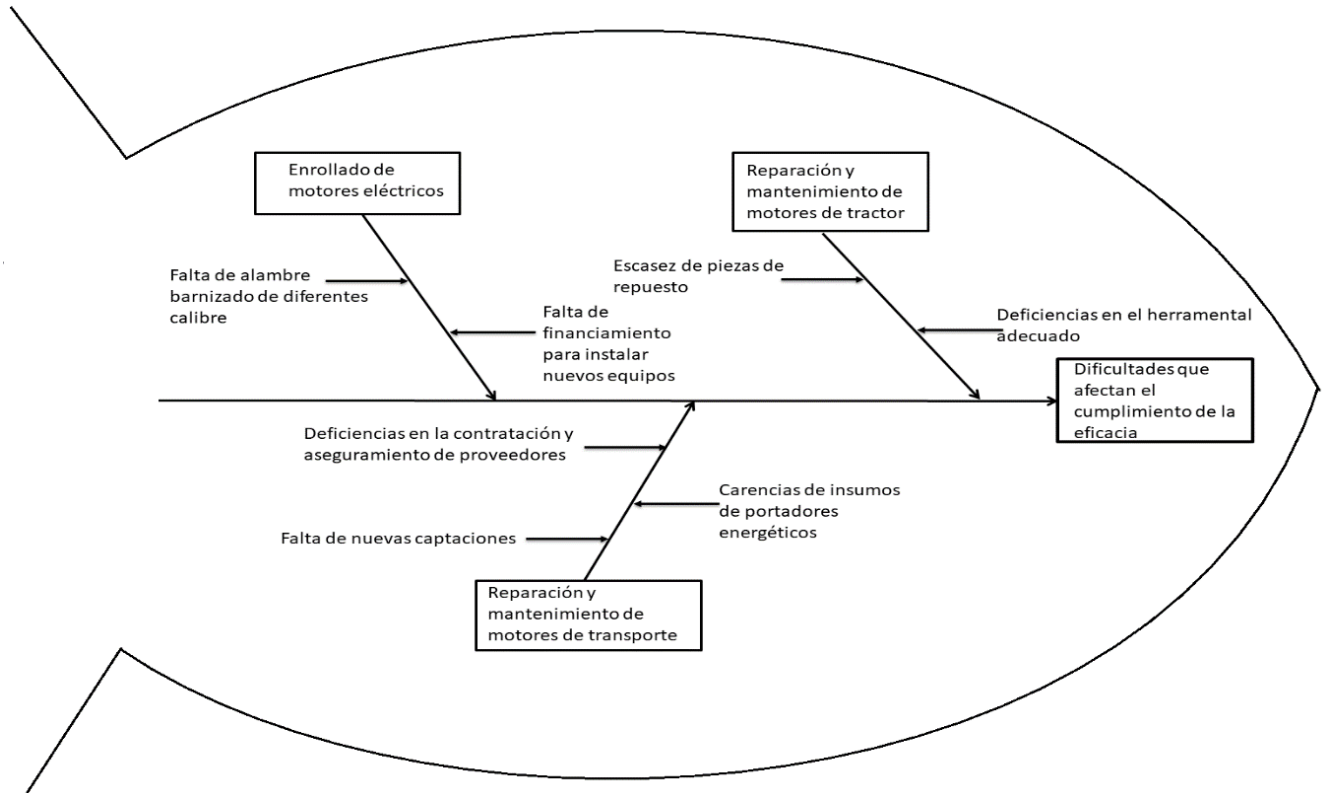 Enrollado de
motores eléctricos
Reparación y
mantenimiento de
motores de tractor
Falta de alambre
barnizado de diferentes
calibre
Falta de
financiamiento
para instalar
nuevos equipos
Escasez de piezas de
repuesto
Deficiencias en el herramental
adecuado
Dificultades que
afectan el
cumplimiento de la
eficacia
Deficiencias en la contratación y
aseguramiento de proveedores
Carencias de insumos
de portadores
energéticos
Falta de nuevas captaciones
Reparación y
mantenimiento de
motores de transporte